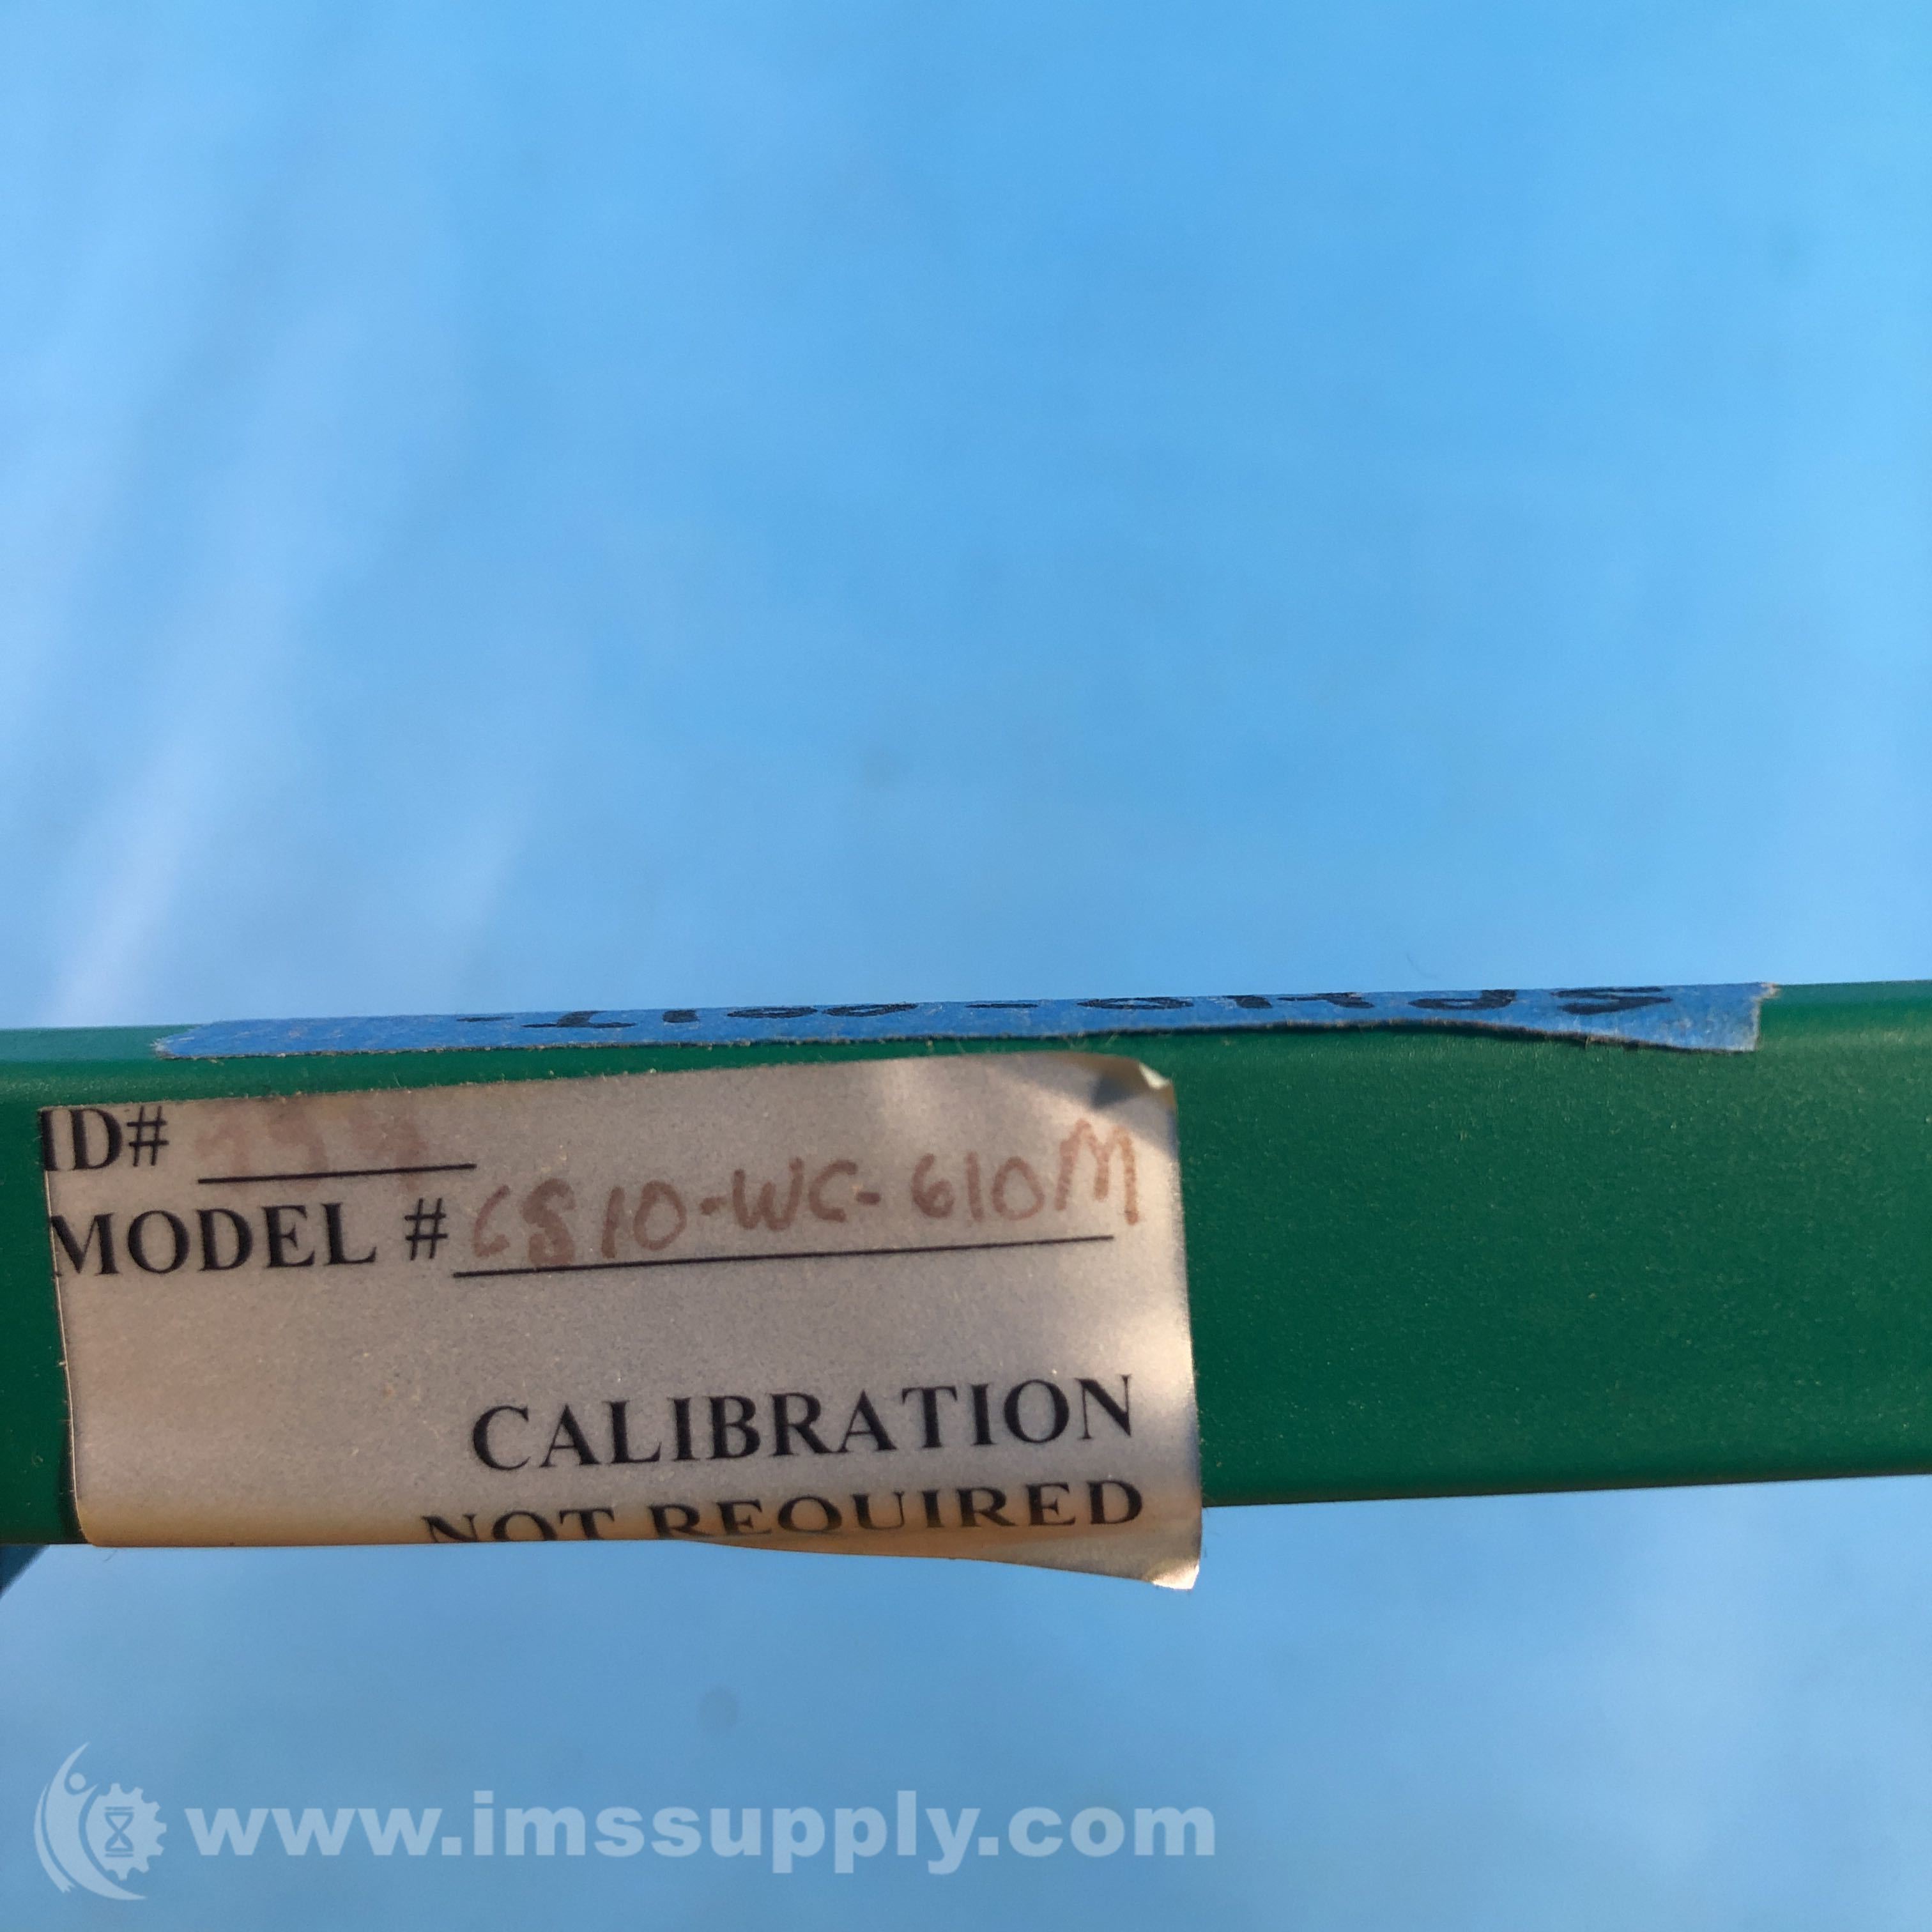 ID#
MODEL # CS10-WC-610M
CALIBRATION
NOT REQUIRED
www.imssupply.com